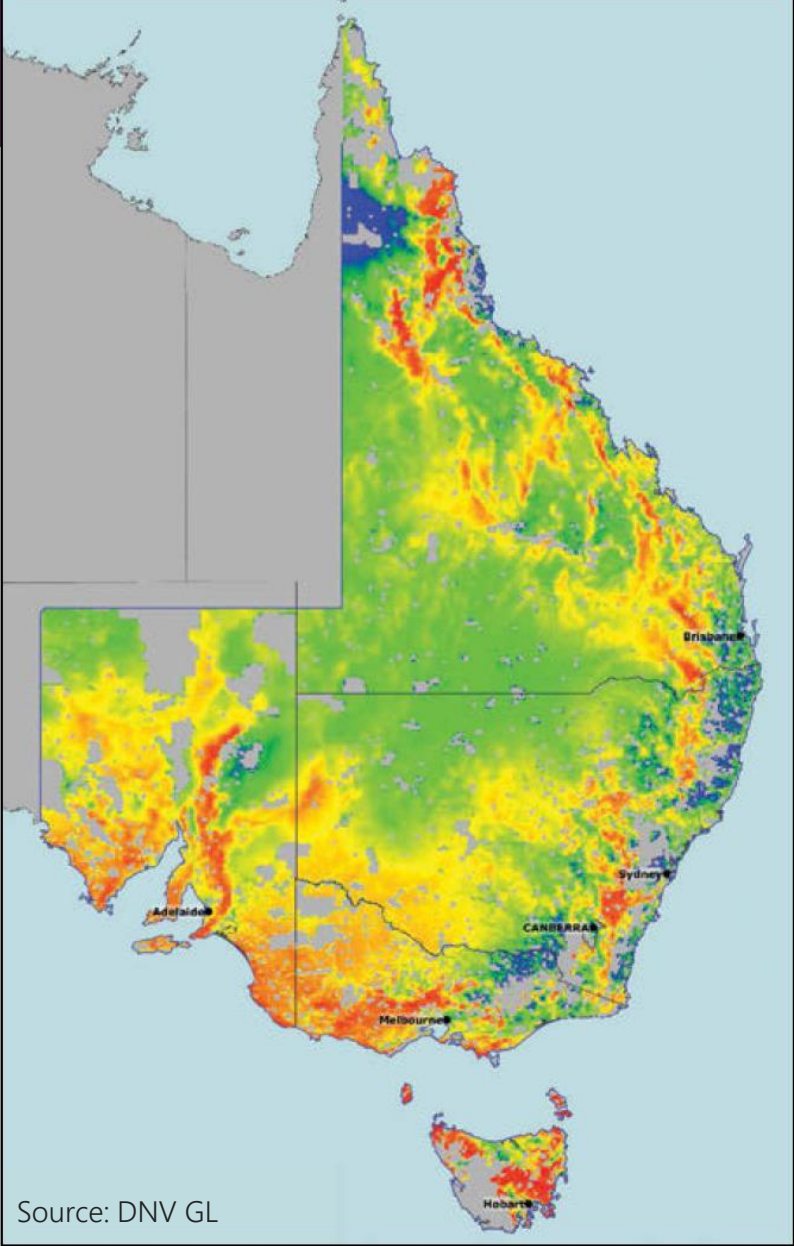 Brisbane
Sydney
Adelaide
CANBERRA
Melbourne
Hobart
Source: DNV GL